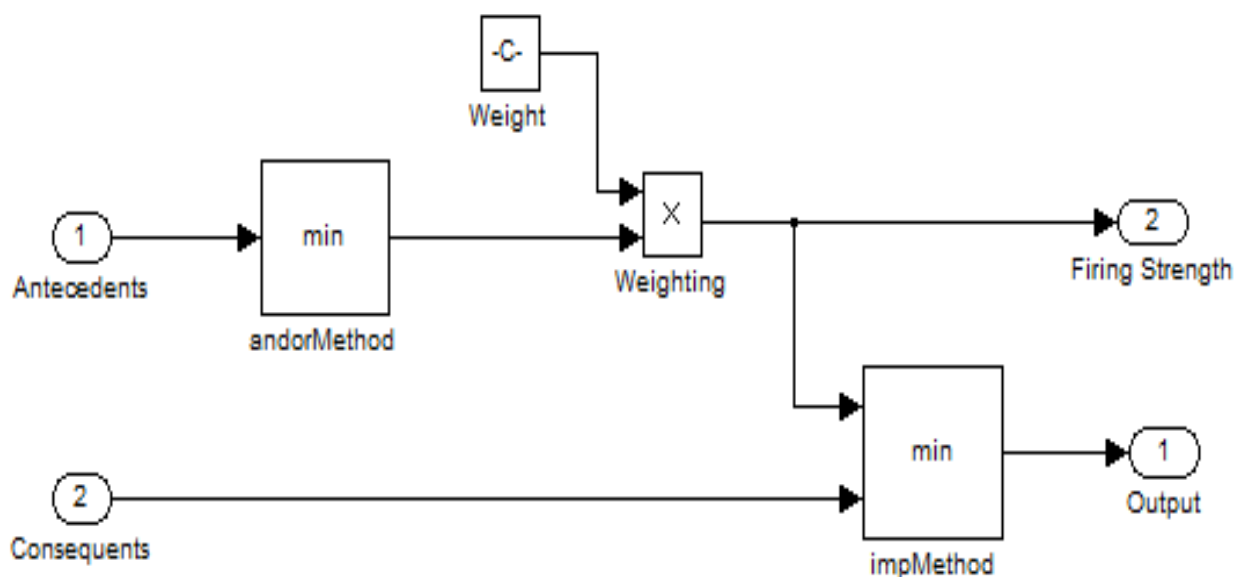 -C-
Weight
1
Antecedents
min
andorMethod
X
Weighting
2
Firing Strength
2
Consequents
min
impMethod
1
Output